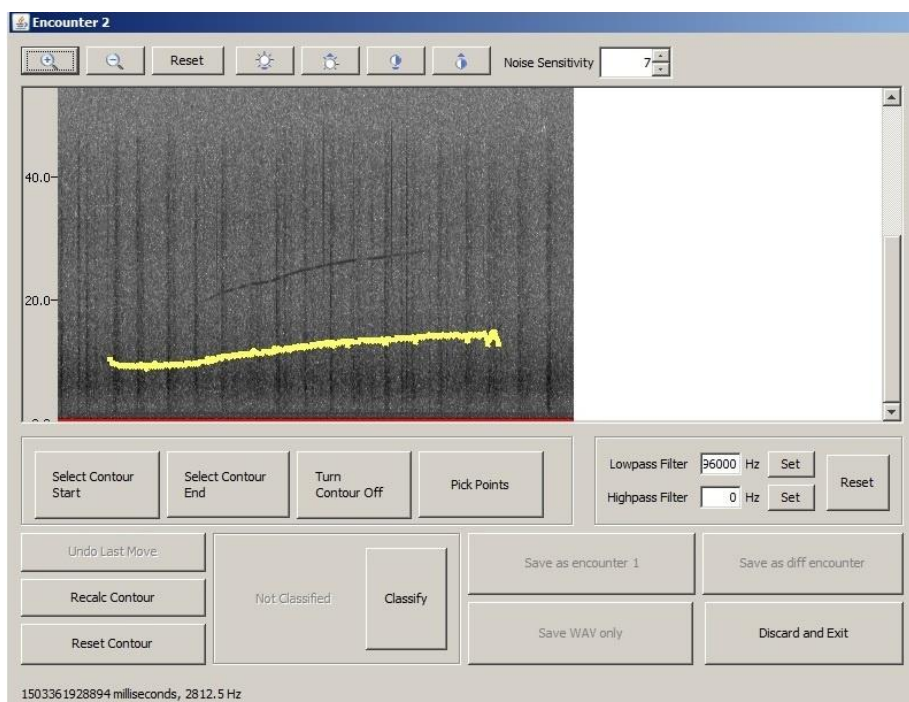 Encounter 2
Reset
Noise Sensitivity
7
40.0
20.0
Select Contour
Start
Select Contour
End
Turn
Contour Off
Pick Points
Lowpass Filter 96000 Hz Set
Highpass Filter 0 Hz Set
Reset
Undo Last Move
Recalc Contour
Reset Contour
Not Classified
Classify
Save as encounter 1
Save as diff encounter
Save WAV only
Discard and Exit
1503361928894 milliseconds, 2812.5 Hz